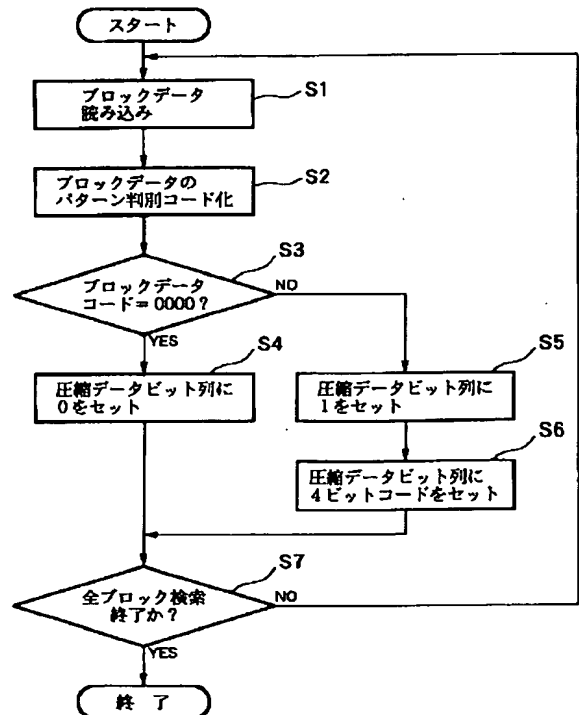 スタート
ブロックデータ
読み込み
S1
ブロックデータの
パターン判別コード化
S2
S3
ブロックデータ
コード=0000?
NO
YES
S4
圧縮データビット列に
0をセット
S5
圧縮データビット列に
1をセット
S6
圧縮データビット列に
4ビットコードをセット
S7
全ブロック検索
終了か?
NO
YES
終 了